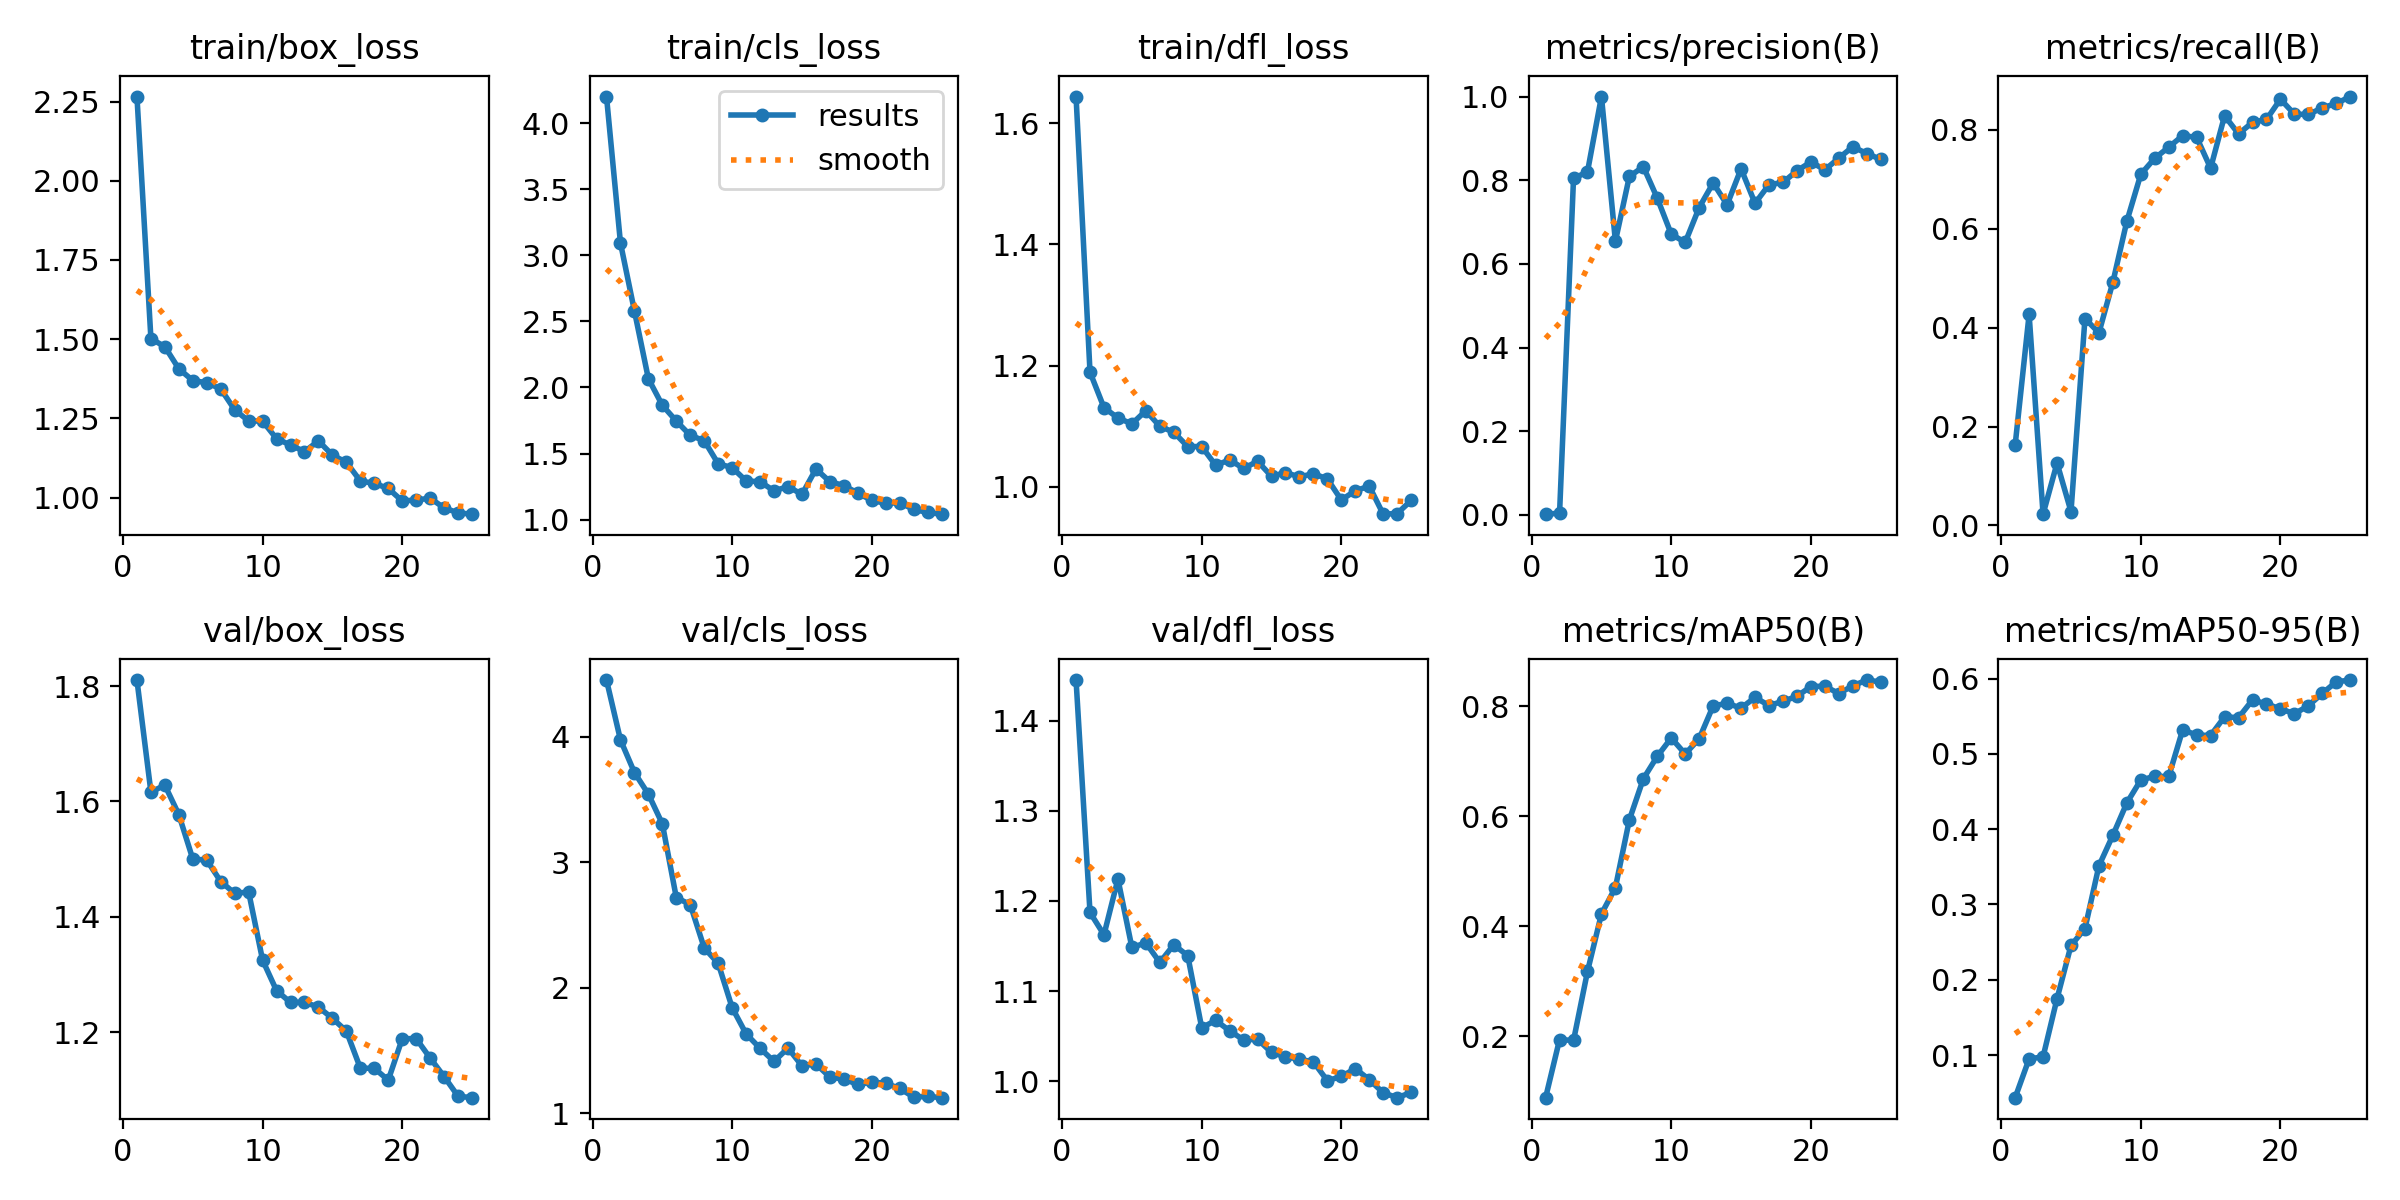 train/box_loss
train/cls_loss
train/dfl_loss
metrics/precision(B)
metrics/recall(B)
2.25
2.00
1.75
1.50
1.25
1.00
0 10 20
4.0
3.5
3.0
2.5
2.0
1.5
1.0
0 10 20
results
smooth
1.6
1.4
1.2
1.0
0 10 20
1.0
0.8
0.6
0.4
0.2
0.0
0 10 20
0.8
0.6
0.4
0.2
0.0
0 10 20
val/box_loss
val/cls_loss
val/dfl_loss
metrics/mAP50(B)
metrics/mAP50-95(B)
1.8
1.6
1.4
1.2
0 10 20
4
3
2
1
0 10 20
1.4
1.3
1.2
1.1
1.0
0 10 20
0.8
0.6
0.4
0.2
0 10 20
0.6
0.5
0.4
0.3
0.2
0.1
0 10 20